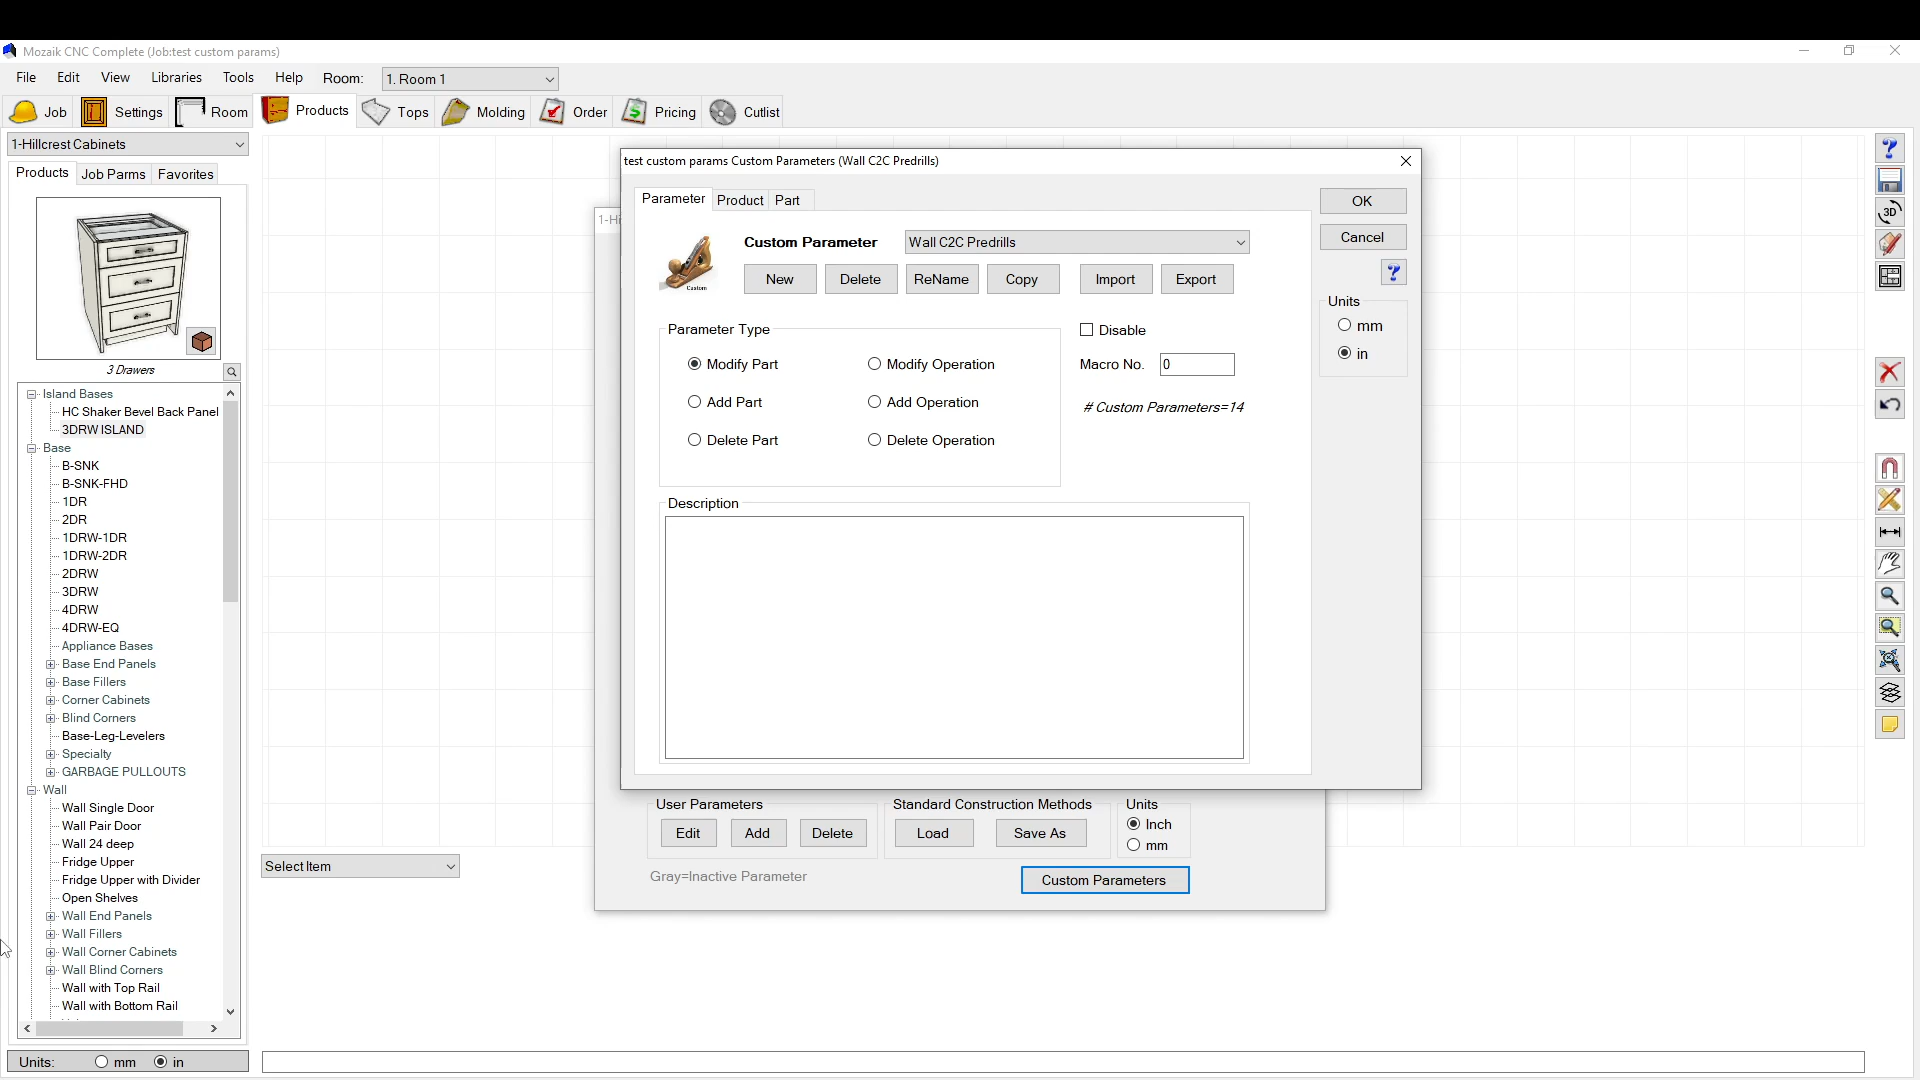 Mozaik CNC Complete (Job:test custom params)
File Edit View Libraries Tools Help Room: 1. Room 1
Job Settings Room Products Tops Molding Order Pricing Cutlist
1-Hillcrest Cabinets
Products Job Parms Favorites
3 Drawers
Island Bases
HC Shaker Bevel Back Panel
3DRW ISLAND
Base
B-SNK
B-SNK-FHD
1DR
2DR
1DRW-1DR
1DRW-2DR
2DRW
3DRW
4DRW
4DRW-EQ
Appliance Bases
Base End Panels
Base Fillers
Corner Cabinets
Blind Corners
Base-Leg-Levelers
Specialty
GARBAGE PULLOUTS
Wall
Wall Single Door
Wall Pair Door
Wall 24 deep
Fridge Upper
Fridge Upper with Divider
Open Shelves
Wall End Panels
Wall Fillers
Wall Corner Cabinets
Wall Blind Corners
Wall with Top Rail
Wall with Bottom Rail
Units: mm in
Select Item
1-Hi
test custom params Custom Parameters (Wall C2C Predrills)
Parameter Product Part
Custom
Custom Parameter Wall C2C Predrills
New Delete ReName Copy Import Export
Parameter Type
Modify Part Modify Operation
Add Part Add Operation
Delete Part Delete Operation
Disable
Macro No. 0
# Custom Parameters=14
Description
OK
Cancel
?
Units
mm
in
User Parameters
Edit Add Delete
Standard Construction Methods
Load Save As
Units
Inch
mm
Gray=Inactive Parameter
Custom Parameters
?
3D